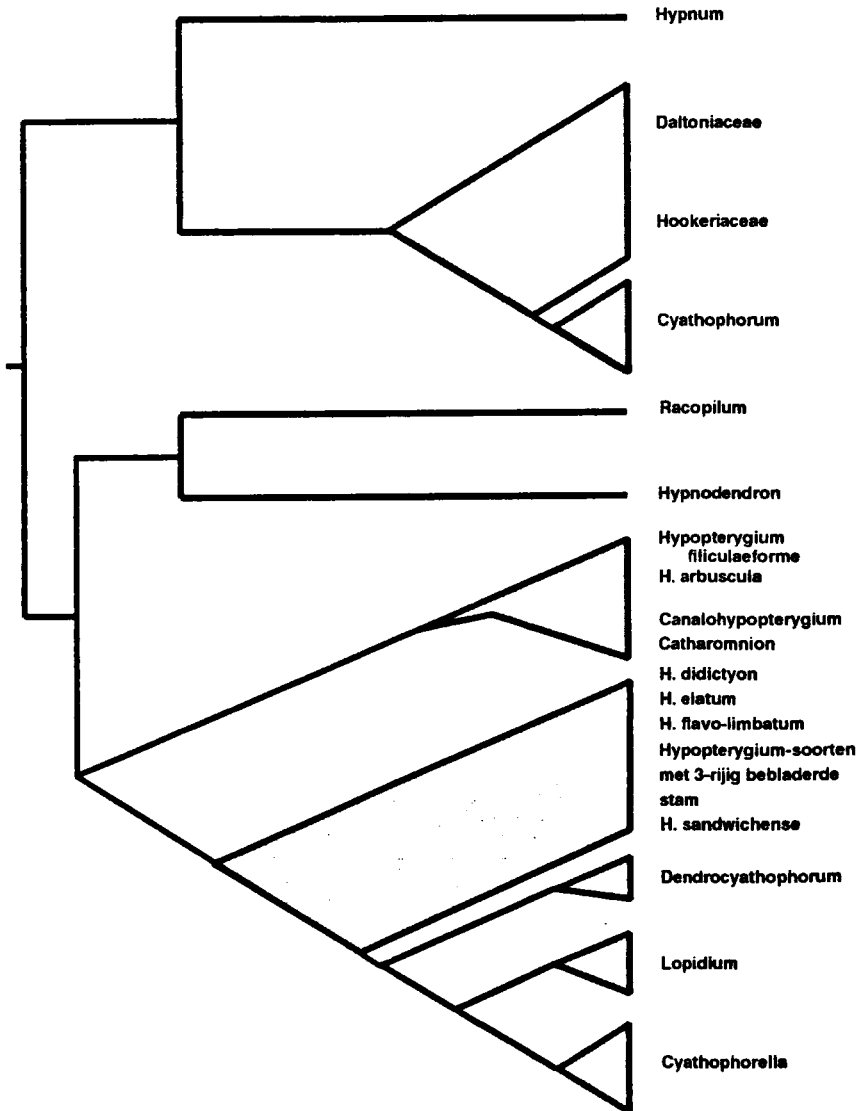 Hypnum
Daltoniaceae
Hookeriaceae
Cyathophorum
Racopilum
Hypnodendron
Hypopterygium
filiculaeforme
H. arbuscula
Canalohypopterygium
Catharomnion
H. didictyon
H. elatum
H. flavo-limbatum
Hypopterygium-soorten
met 3-rijig bebladerde
stam
H. sandwichense
Dendrocyathophorum
Lopidium
Cyathophorella